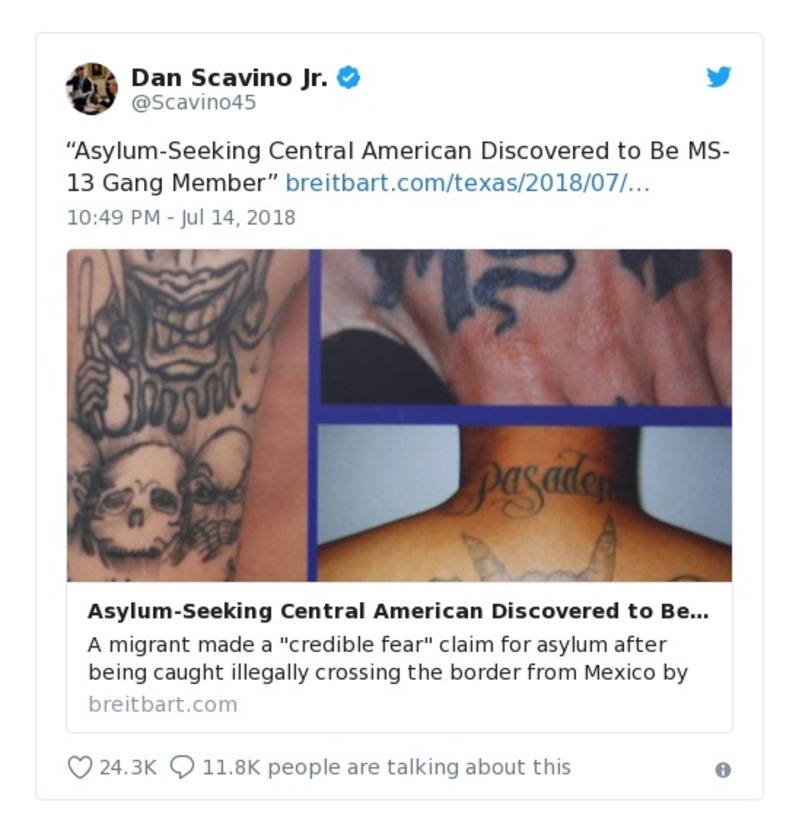 Dan Scavino Jr.
@Scavino45
“Asylum-Seeking Central American Discovered to Be MS-
13 Gang Member” breitbart.com/texas/2018/07/…
10:49 PM - Jul 14, 2018
pasaden
Asylum-Seeking Central American Discovered to Be…
A migrant made a "credible fear" claim for asylum after
being caught illegally crossing the border from Mexico by
breitbart.com
24.3K 11.8K people are talking about this